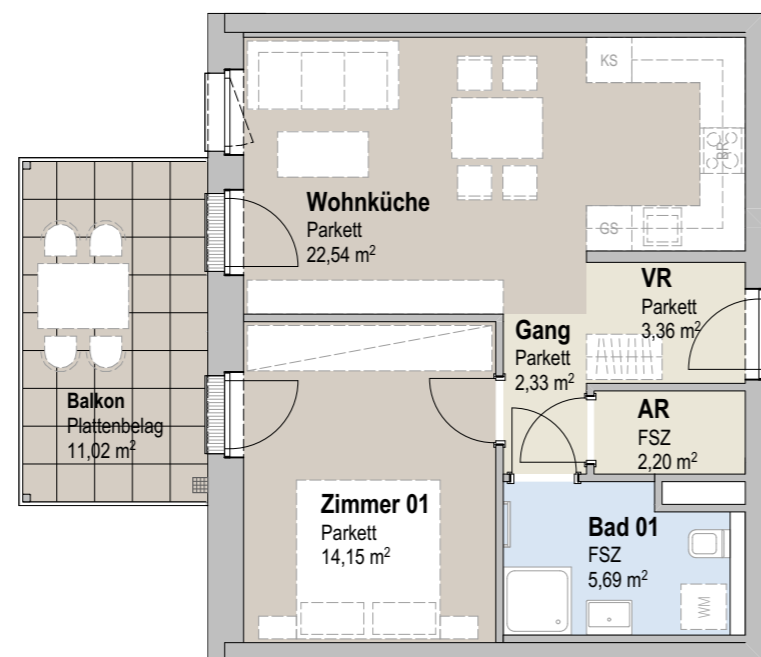 KS
BR
GS
Wohnküche
Parkett
22,54 m²
VR
Parkett
3,36 m²
Gang
Parkett
2,33 m²
Balkon
Plattenbelag
11,02 m²
AR
FSZ
2,20 m²
Zimmer 01
Parkett
14,15 m²
Bad 01
FSZ
5,69 m²
WM